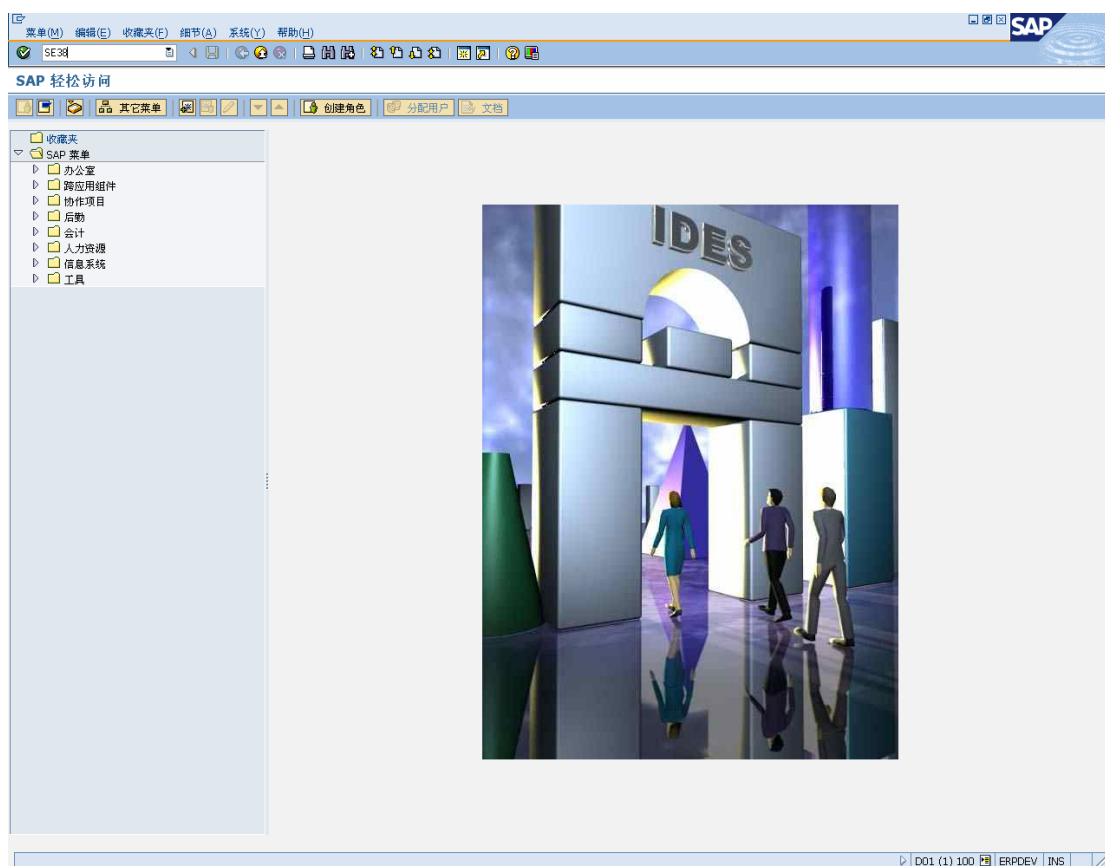 菜单(M) 编辑(E) 收藏夹(F) 细节(A) 系统(Y) 帮助(H)
SAP
SE38
SAP 轻松访问
其它菜单 创建角色 分配用户 文档
收藏夹
SAP 菜单
办公室
跨应用组件
协作项目
后勤
会计
人力资源
信息系统
工具
IDES
D01 (1) 100 ERPDEV INS